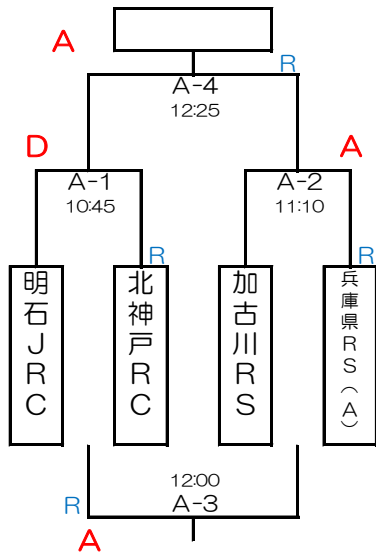 A
R
A-4
12:25
D
A
A-1
10:45
A-2
11:10
R
R
明石JRC
北神戸RC
加古川RS
兵庫県RS(A)
12:00
R
A-3
A